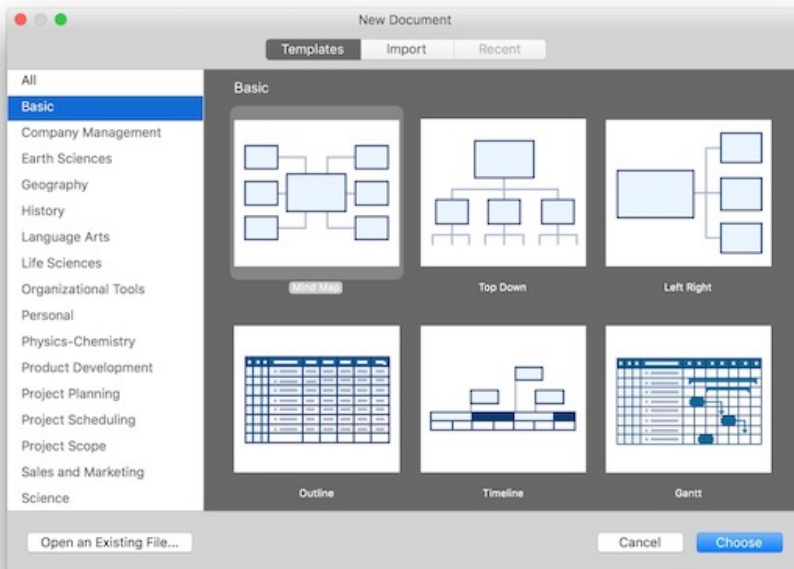 New Document
Templates
Import
Recent
All
Basic
Company Management
Earth Sciences
Geography
History
Language Arts
Life Sciences
Organizational Tools
Personal
Physics-Chemistry
Product Development
Project Planning
Project Scheduling
Project Scope
Sales and Marketing
Science
Basic
Mind Map
Top Down
Left Right
Outline
Timeline
Gantt
Open an Existing File...
Cancel
Choose